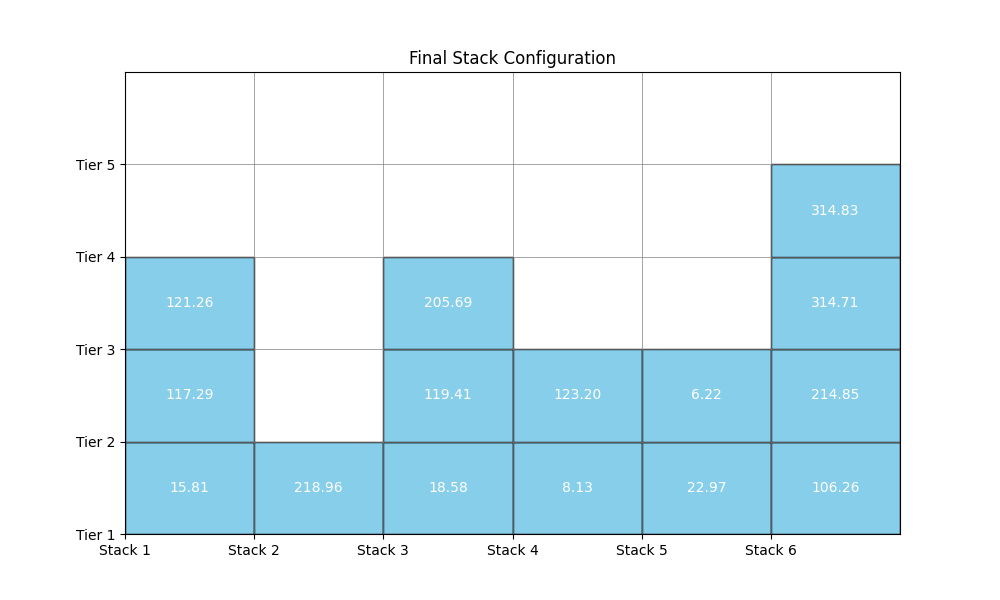 Final Stack Configuration
Tier 5
314.83
Tier 4
121.26 205.69 314.71
Tier 3
117.29 119.41 123.20 6.22 214.85
Tier 2
15.81 218.96 18.58 8.13 22.97 106.26
Tier 1
Stack 1 Stack 2 Stack 3 Stack 4 Stack 5 Stack 6